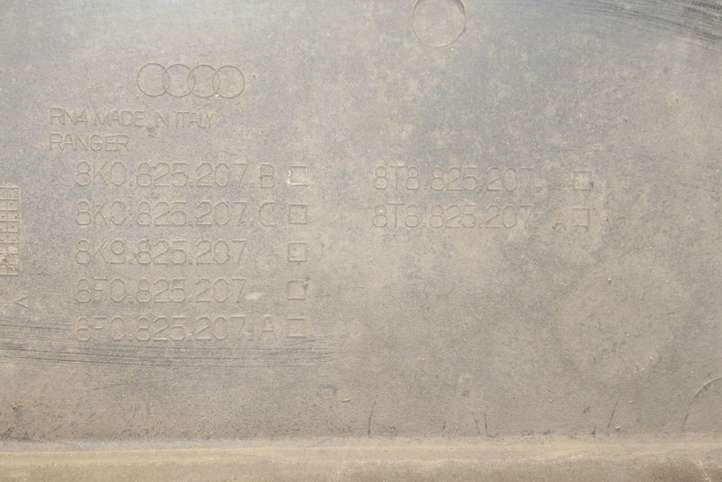 RN4 MADE IN ITALY
RANGER
8K0.825.207 B
8K0.825.207 C
8K9.825.207
8F0.825.207
8F0.825.207 A
8T8.825.207
8T8.825.207 A